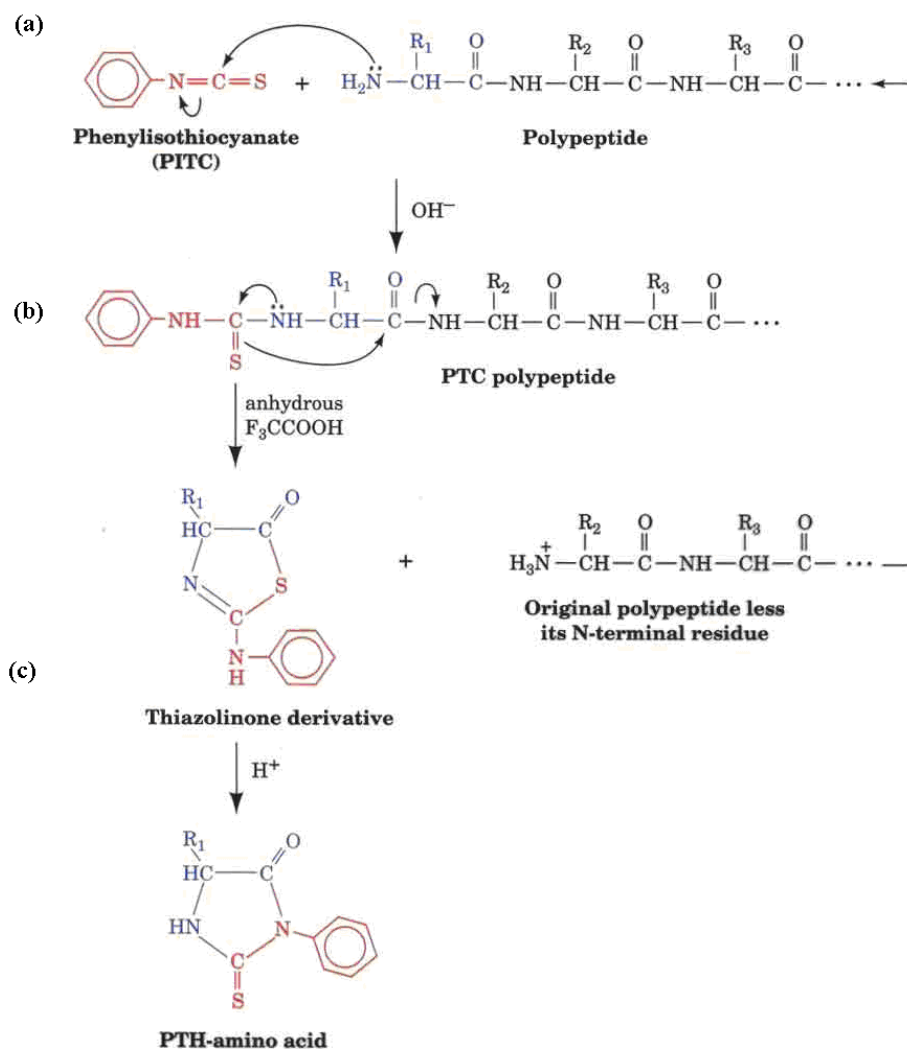 (a)
R₁ O R₂ O R₃ O
N=C=S + H₂N̈—CH—C—NH—CH—C—NH—CH—C— ···
Phenylisothiocyanate
(PITC)
Polypeptide
OH⁻
(b)
R₁ O R₂ O R₃ O
NH—C—N̈H—CH—C—NH—CH—C—NH—CH—C— ···
S
PTC polypeptide
anhydrous
F₃CCOOH
R₁ O
HC C
N S
C
N
H
+
R₂ O R₃ O
H₃N⁺—CH—C—NH—CH—C— ···
Original polypeptide less
its N-terminal residue
(c)
Thiazolinone derivative
H⁺
R₁ O
HC C
HN N
C
S
PTH-amino acid